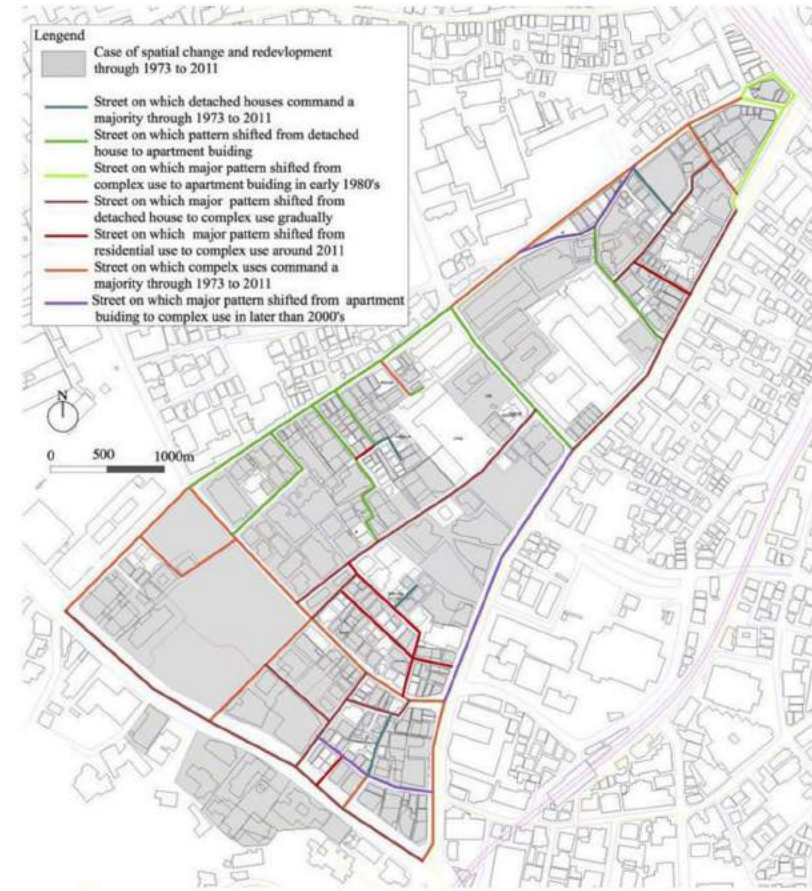 Lengend
Case of spatial change and redevlopment
through 1973 to 2011
Street on which detached houses command a
majority through 1973 to 2011
Street on which pattern shifted from detached
house to apartment buiding
Street on which major pattern shifted from
complex use to apartment buiding in early 1980's
Street on which major pattern shifted from
detached house to complex use gradually
Street on which major pattern shifted from
residential use to complex use around 2011
Street on which compelx uses command a
majority through 1973 to 2011
Street on which major pattern shifted from apartment
buiding to complex use in later than 2000's
N
0 500 1000m